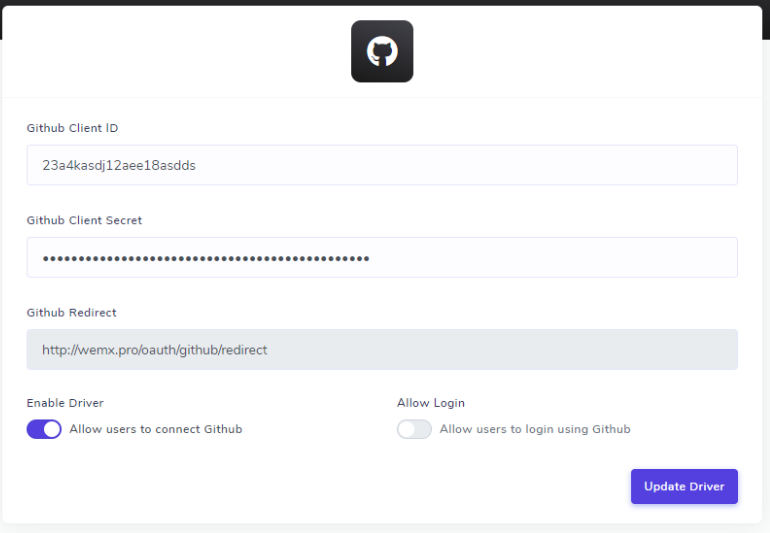 Github Client ID
23a4kasdj12aee18asdds
Github Client Secret
••••••••••••••••••••••••••••••••••••••••••••••
Github Redirect
http://wemx.pro/oauth/github/redirect
Enable Driver
Allow users to connect Github
Allow Login
Allow users to login using Github
Update Driver